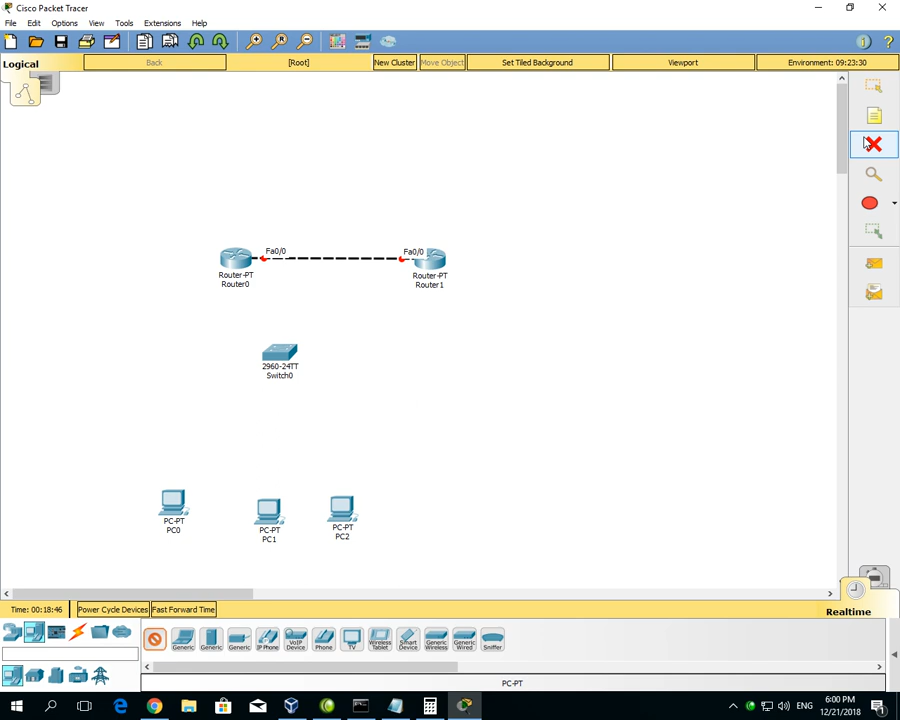 Cisco Packet Tracer
File Edit Options View Tools Extensions Help
Logical
Back
[Root]
New Cluster
Move Object
Set Tiled Background
Viewport
Environment: 09:23:30
Fa0/0
Fa0/0
Router-PT
Router0
Router-PT
Router1
2960-24TT
Switch0
PC-PT
PC0
PC-PT
PC1
PC-PT
PC2
Time: 00:18:46
Power Cycle Devices
Fast Forward Time
Realtime
Generic
Generic
Generic
IP Phone
VoIP Device
Phone
TV
Wireless Tablet
Smart Device
Generic Wireless
Generic Wired
Sniffer
PC-PT
ENG
6:00 PM
12/21/2018